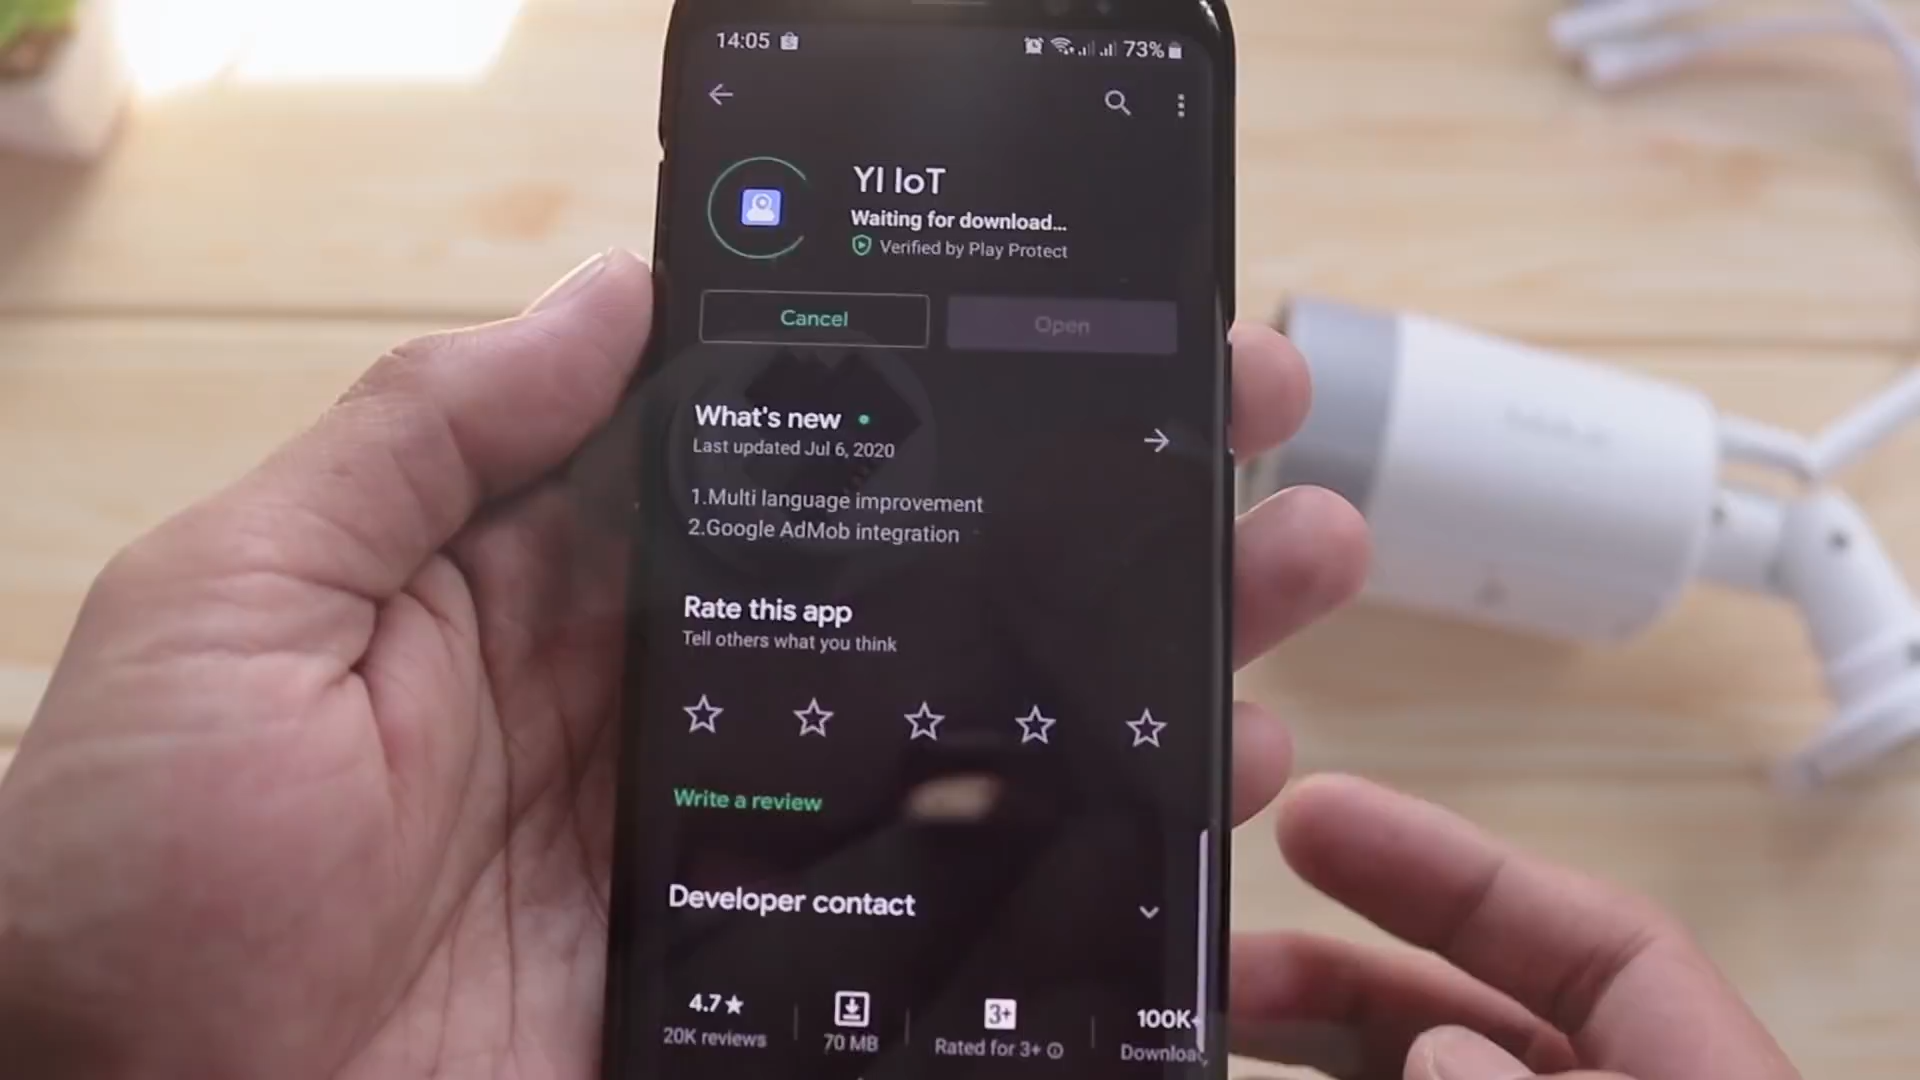 14:05 73%
YI IoT
Waiting for download...
Verified by Play Protect
Cancel Open
What's new
Last updated Jul 6, 2020
1.Multi language improvement
2.Google AdMob integration
Rate this app
Tell others what you think
Write a review
Developer contact
4.7★ 3+ 100K+
20K reviews 70 MB Rated for 3+